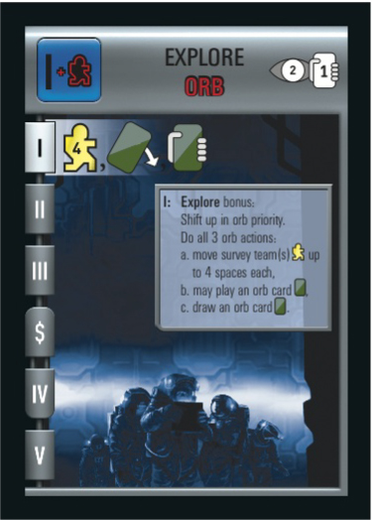 I
EXPLORE
ORB
2
1
I
4
II
III
$
IV
V
I: Explore bonus:
Shift up in orb priority.
Do all 3 orb actions:
a. move survey team(s) up
to 4 spaces each,
b. may play an orb card
c. draw an orb card